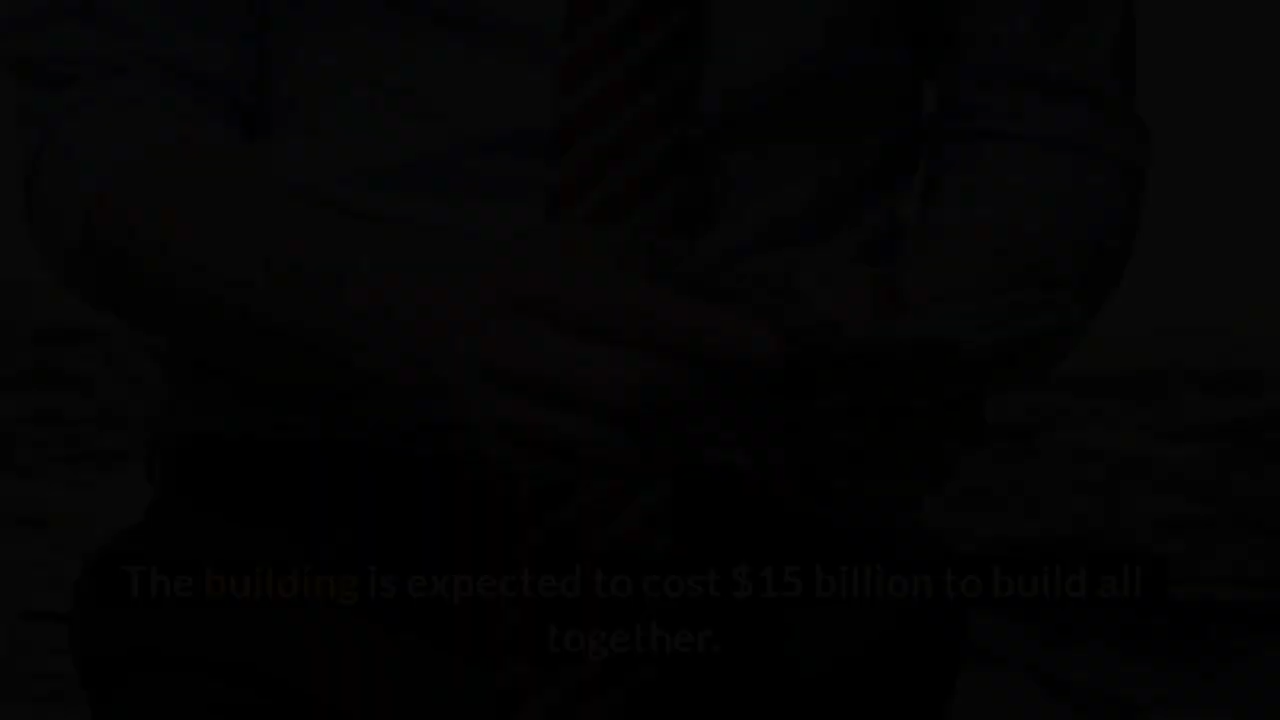 The building is expected to cost $15 billion to build all
together.